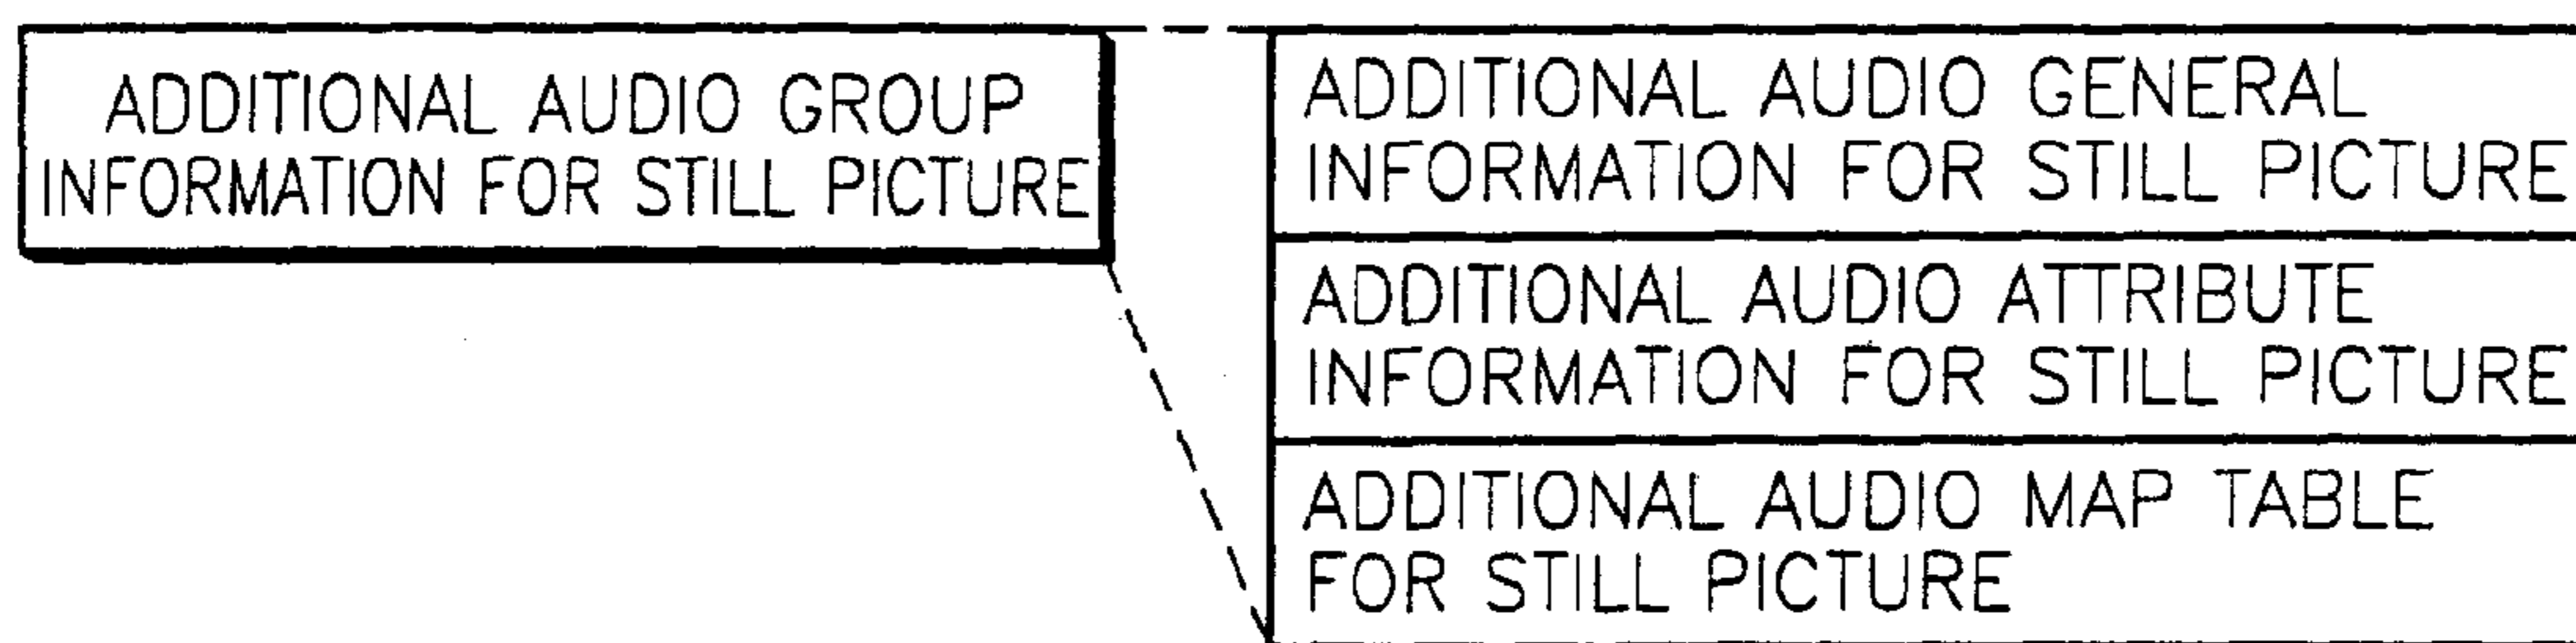 ADDITIONAL AUDIO GROUP
INFORMATION FOR STILL PICTURE
ADDITIONAL AUDIO GENERAL
INFORMATION FOR STILL PICTURE
ADDITIONAL AUDIO ATTRIBUTE
INFORMATION FOR STILL PICTURE
ADDITIONAL AUDIO MAP TABLE
FOR STILL PICTURE